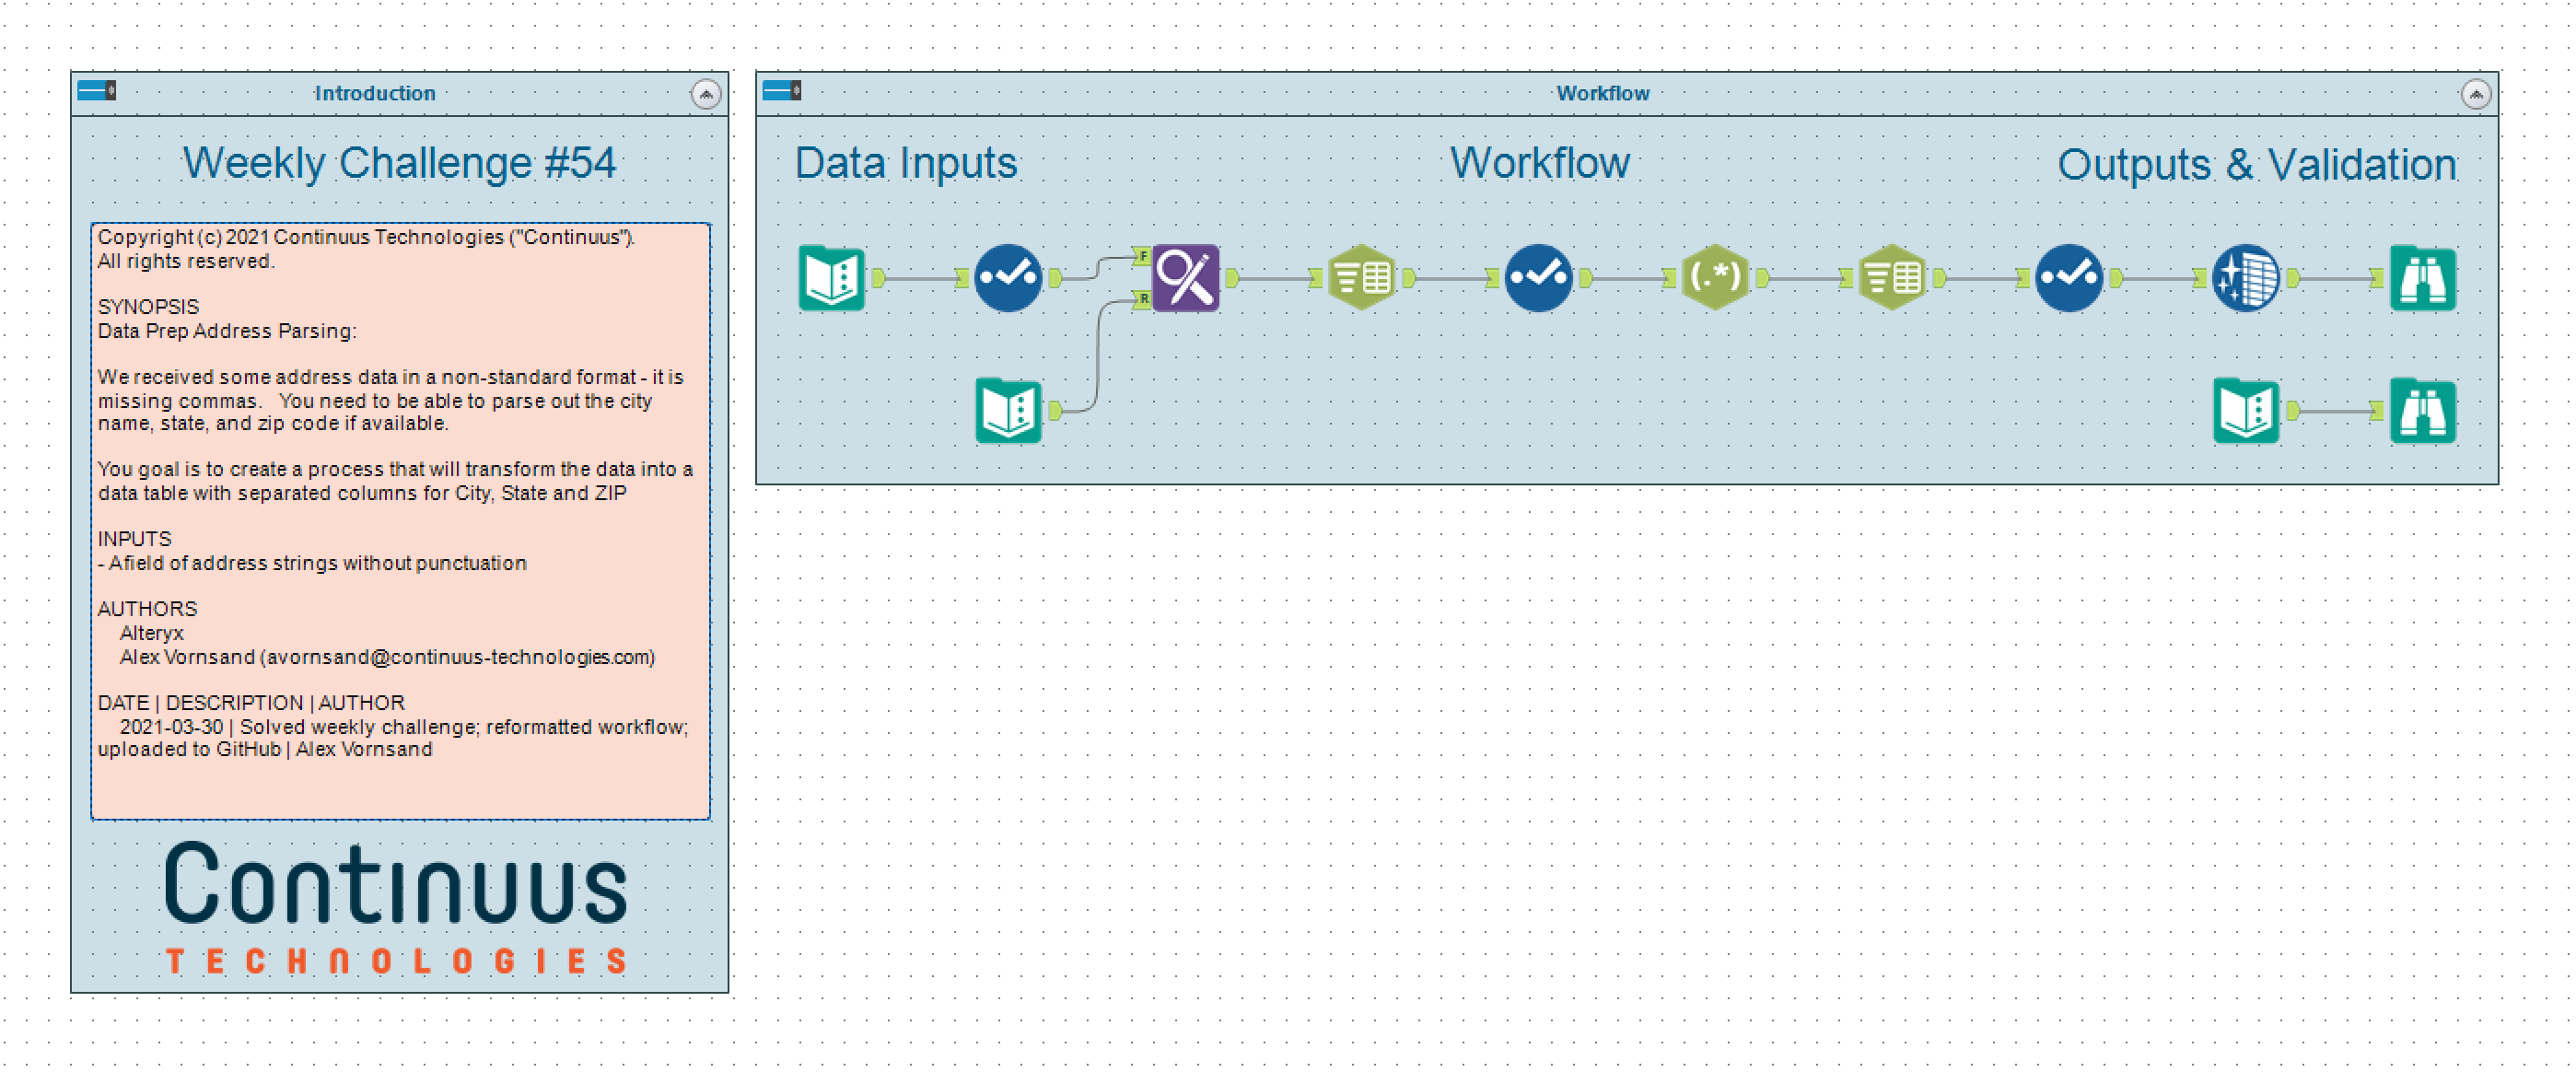 Introduction
Weekly Challenge #54
Copyright (c) 2021 Continuus Technologies ("Continuus").
All rights reserved.
SYNOPSIS
Data Prep Address Parsing:
We received some address data in a non-standard format - it is
missing commas.   You need to be able to parse out the city
name, state, and zip code if available.
You goal is to create a process that will transform the data into a
data table with separated columns for City, State and ZIP
INPUTS
- A field of address strings without punctuation
AUTHORS
Alteryx
Alex Vornsand (avornsand@continuus-technologies.com)
DATE | DESCRIPTION | AUTHOR
2021-03-30 | Solved weekly challenge; reformatted workflow;
uploaded to GitHub | Alex Vornsand
Continuus
TECHNOLOGIES
Workflow
Data Inputs
Workflow
Outputs & Validation
F
R
(.*)